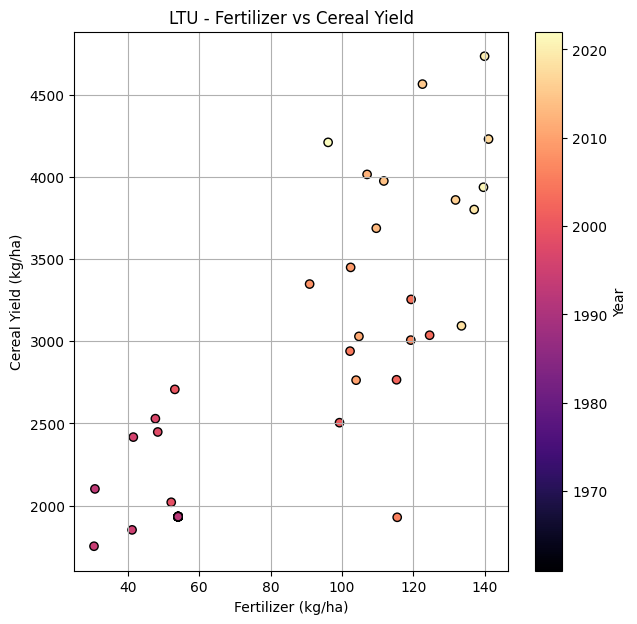 LTU - Fertilizer vs Cereal Yield
4500
4000
3500
3000
2500
2000
Cereal Yield (kg/ha)
40 60 80 100 120 140
Fertilizer (kg/ha)
2020
2010
2000
1990
1980
1970
Year